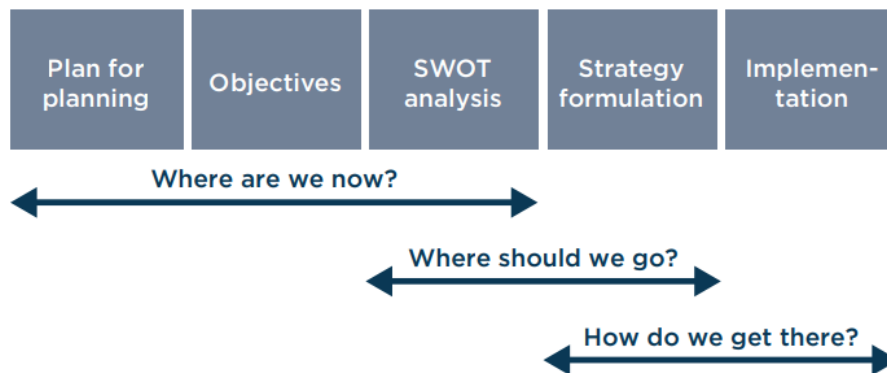 Plan for
planning
Objectives
SWOT
analysis
Strategy
formulation
Implemen-
tation
Where are we now?
Where should we go?
How do we get there?